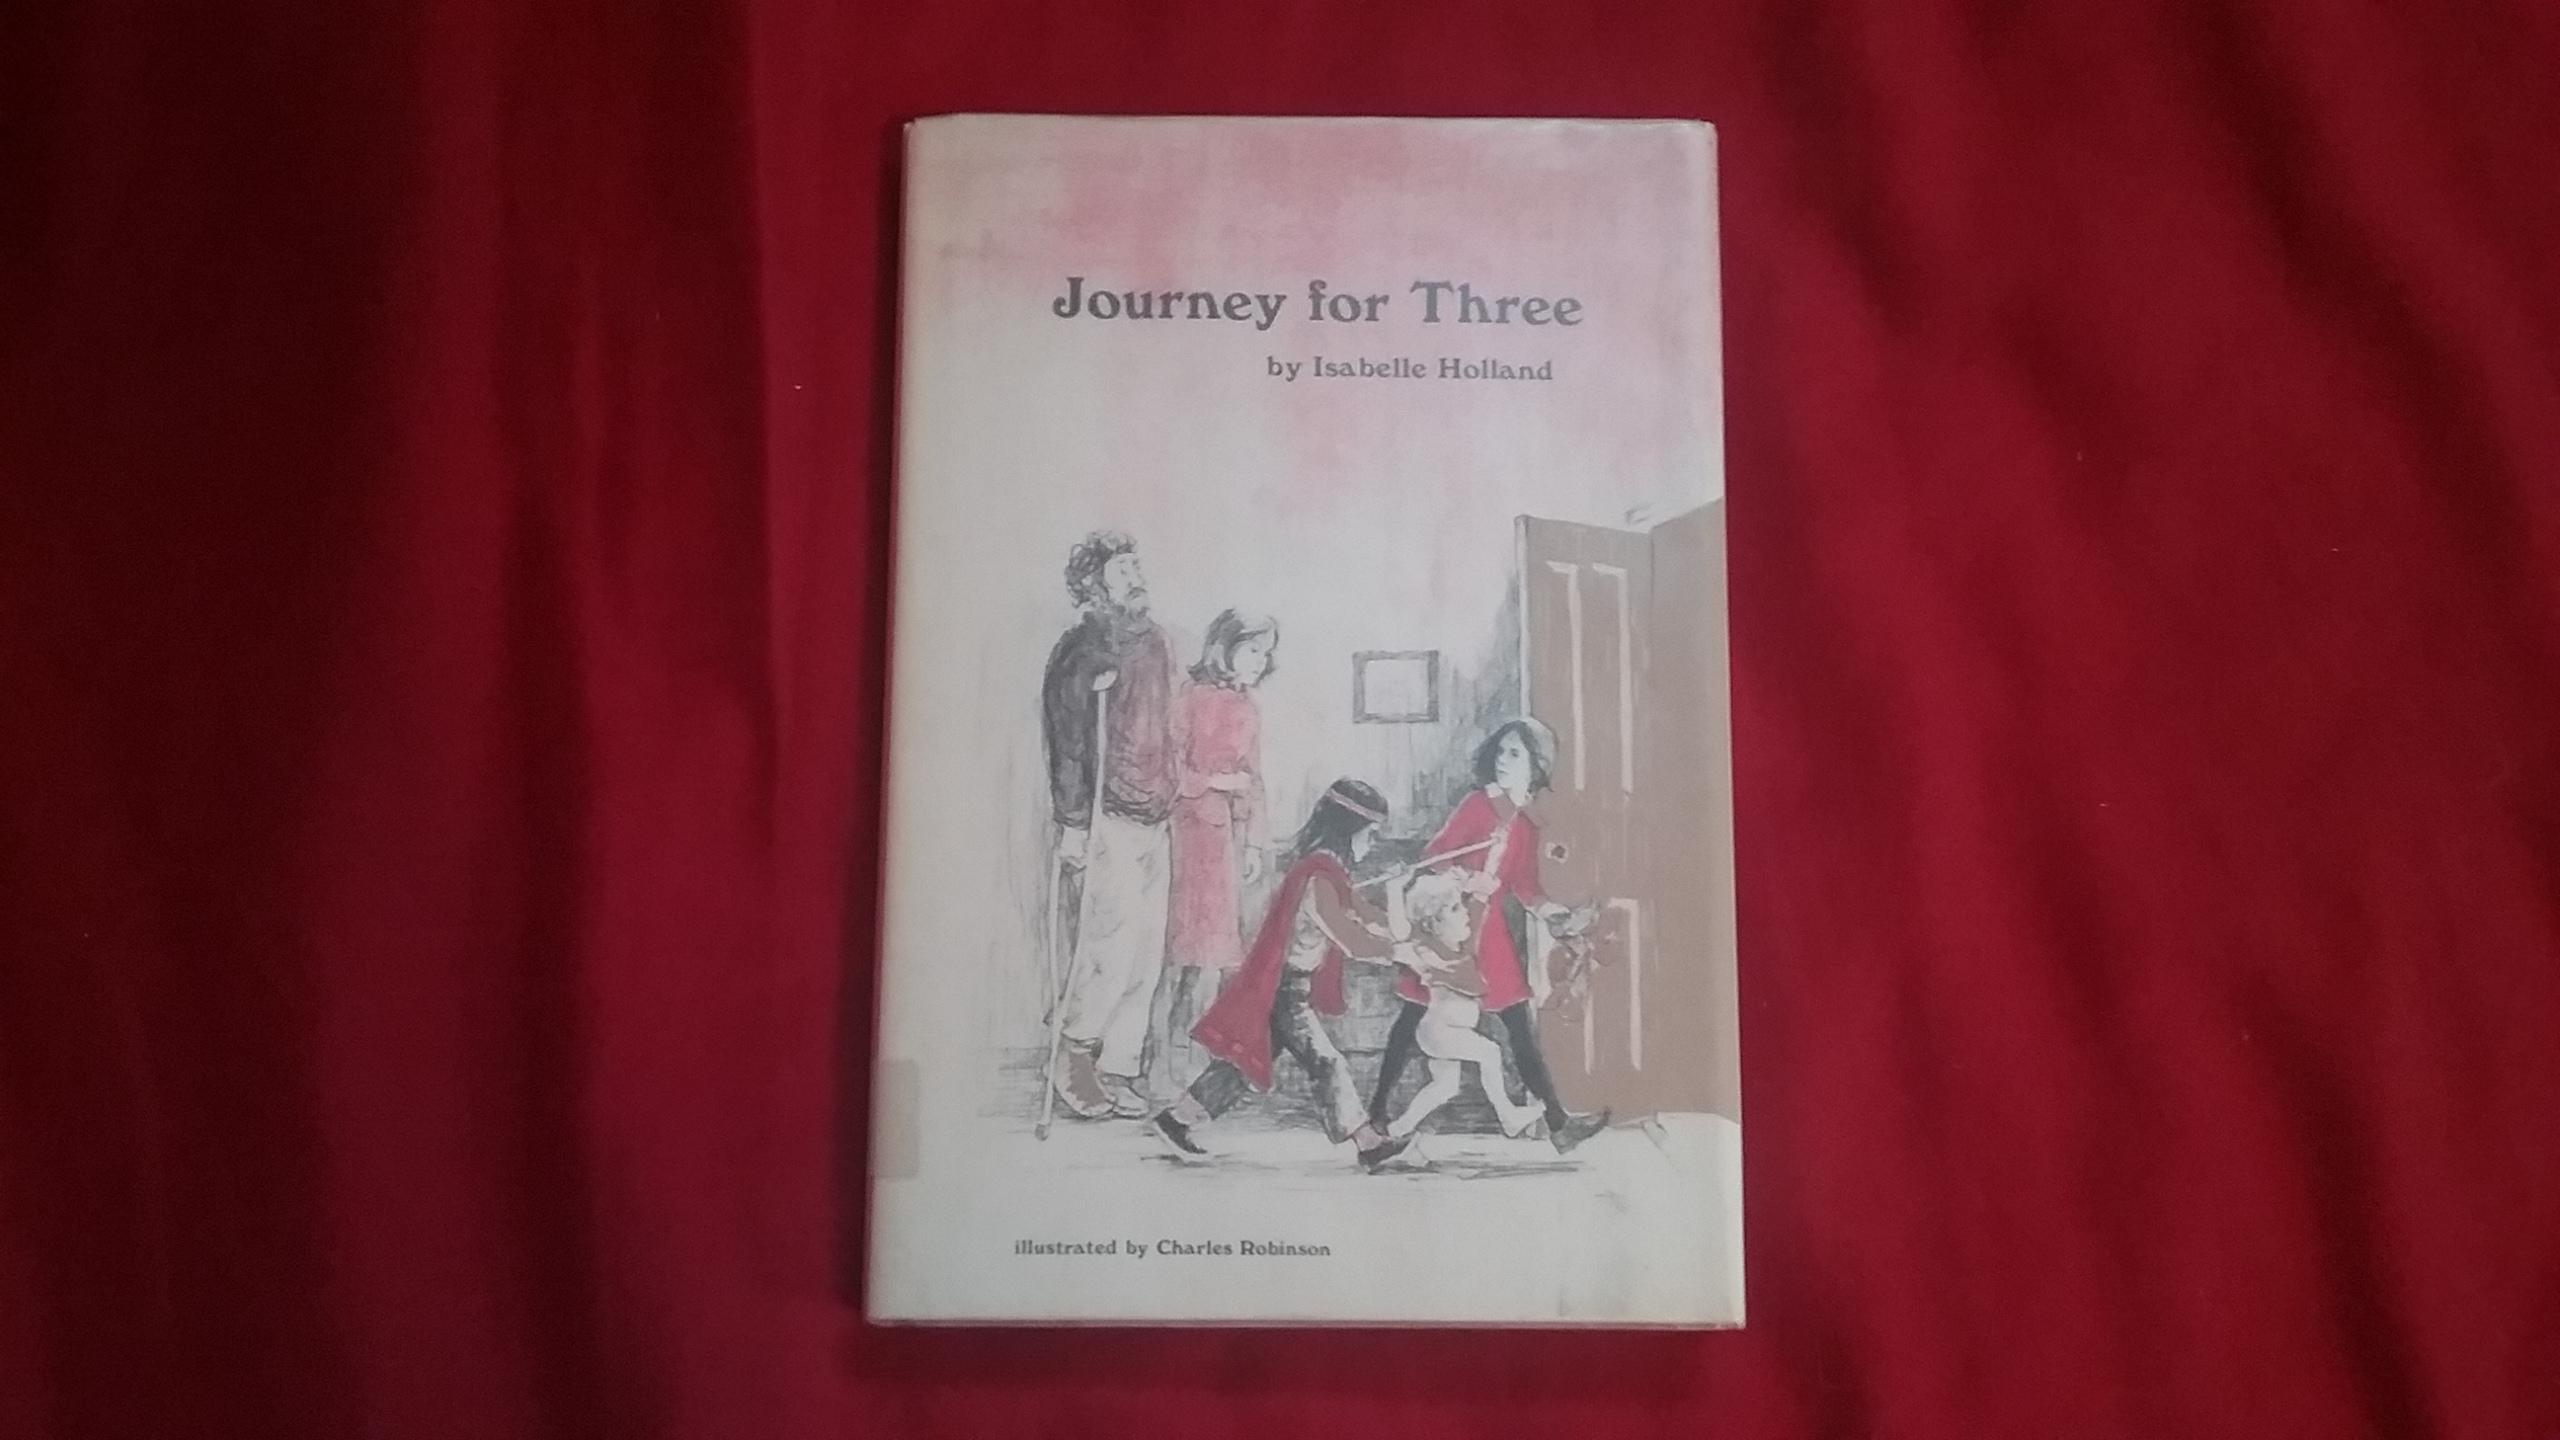 Journey for Three
by Isabelle Holland
illustrated by Charles Robinson